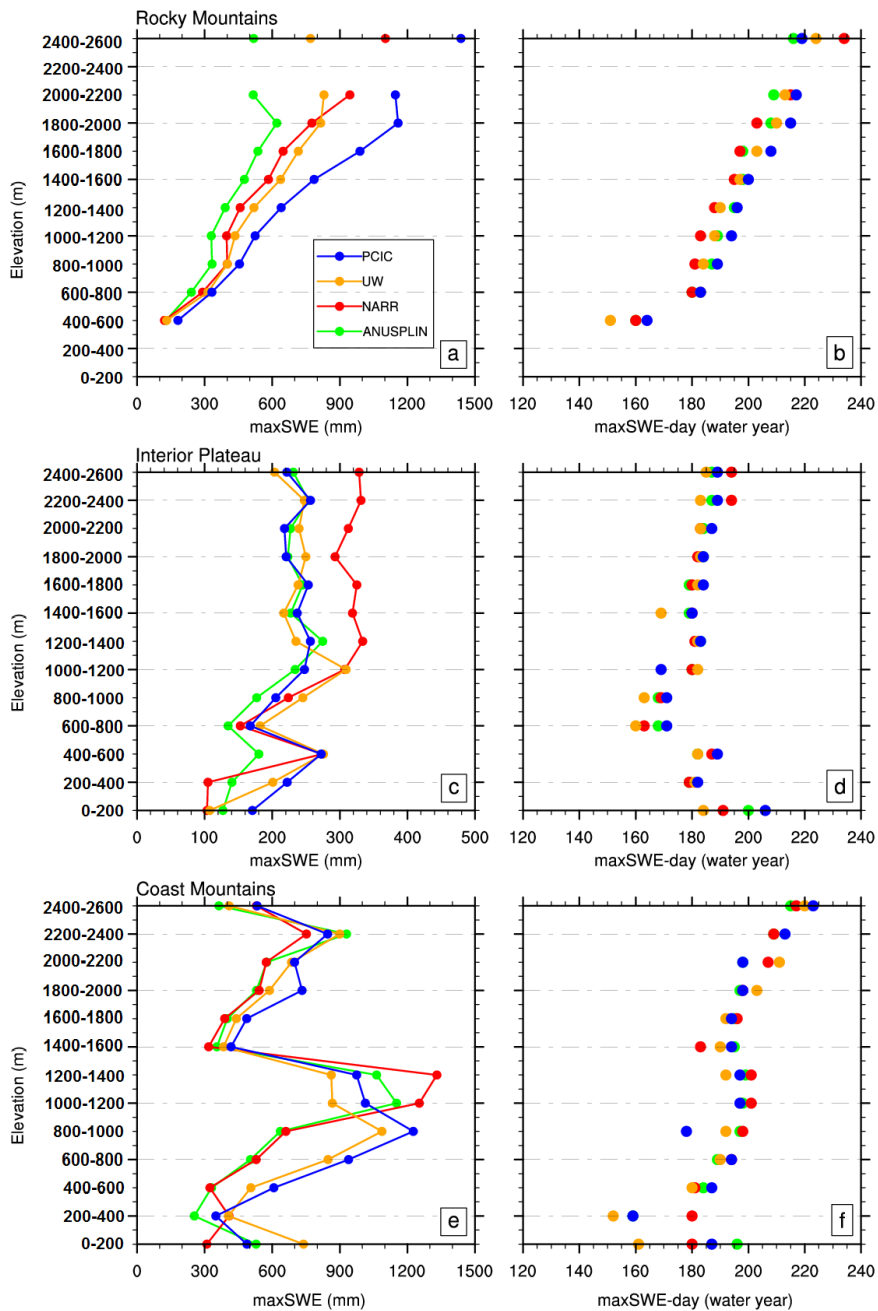 Rocky Mountains
Elevation (m)
2400-2600
2200-2400
2000-2200
1800-2000
1600-1800
1400-1600
1200-1400
1000-1200
800-1000
600-800
400-600
200-400
0-200
PCIC
UW
NARR
ANUSPLIN
a
b
0 300 600 900 1200 1500
maxSWE (mm)
120 140 160 180 200 220 240
maxSWE-day (water year)
Interior Plateau
Elevation (m)
2400-2600
2200-2400
2000-2200
1800-2000
1600-1800
1400-1600
1200-1400
1000-1200
800-1000
600-800
400-600
200-400
0-200
c
d
0 100 200 300 400 500
maxSWE (mm)
120 140 160 180 200 220 240
maxSWE-day (water year)
Coast Mountains
Elevation (m)
2400-2600
2200-2400
2000-2200
1800-2000
1600-1800
1400-1600
1200-1400
1000-1200
800-1000
600-800
400-600
200-400
0-200
e
f
0 300 600 900 1200 1500
maxSWE (mm)
120 140 160 180 200 220 240
maxSWE-day (water year)